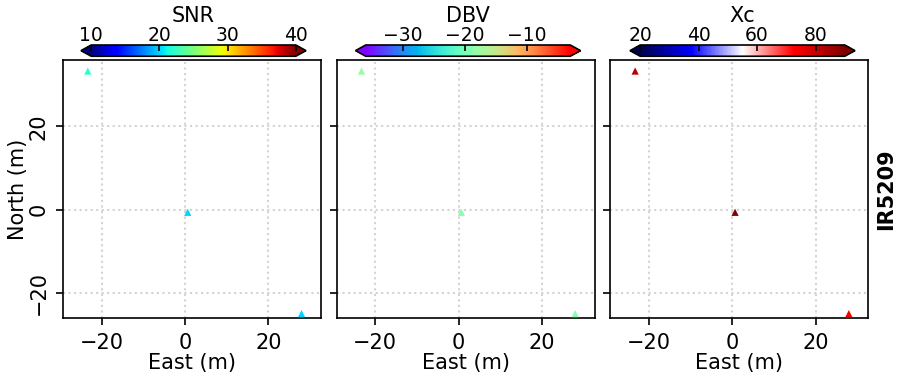 SNR DBV Xc
10 20 30 40 −30 −20 −10 20 40 60 80
20
0
−20
North (m)
−20 0 20 −20 0 20 −20 0 20
East (m) East (m) East (m)
IR5209